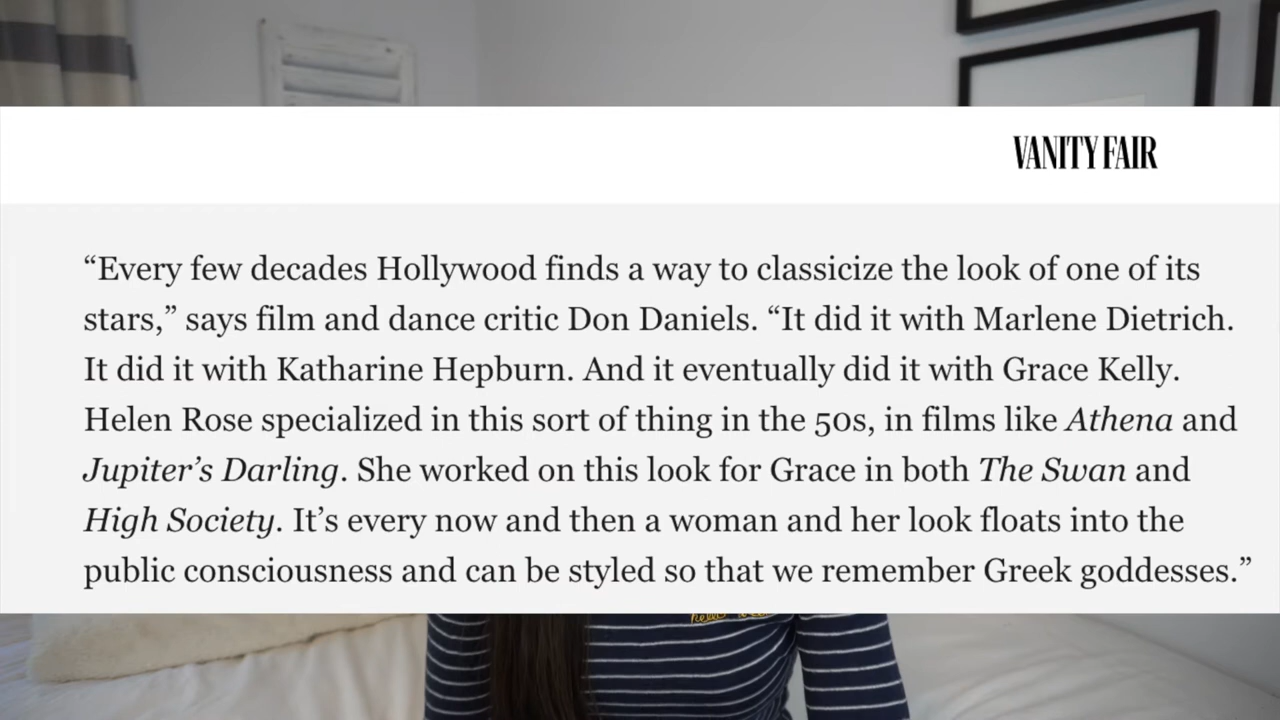 VANITY FAIR
“Every few decades Hollywood finds a way to classicize the look of one of its
stars,” says film and dance critic Don Daniels. “It did it with Marlene Dietrich.
It did it with Katharine Hepburn. And it eventually did it with Grace Kelly.
Helen Rose specialized in this sort of thing in the 50s, in films like Athena and
Jupiter’s Darling. She worked on this look for Grace in both The Swan and
High Society. It’s every now and then a woman and her look floats into the
public consciousness and can be styled so that we remember Greek goddesses.”